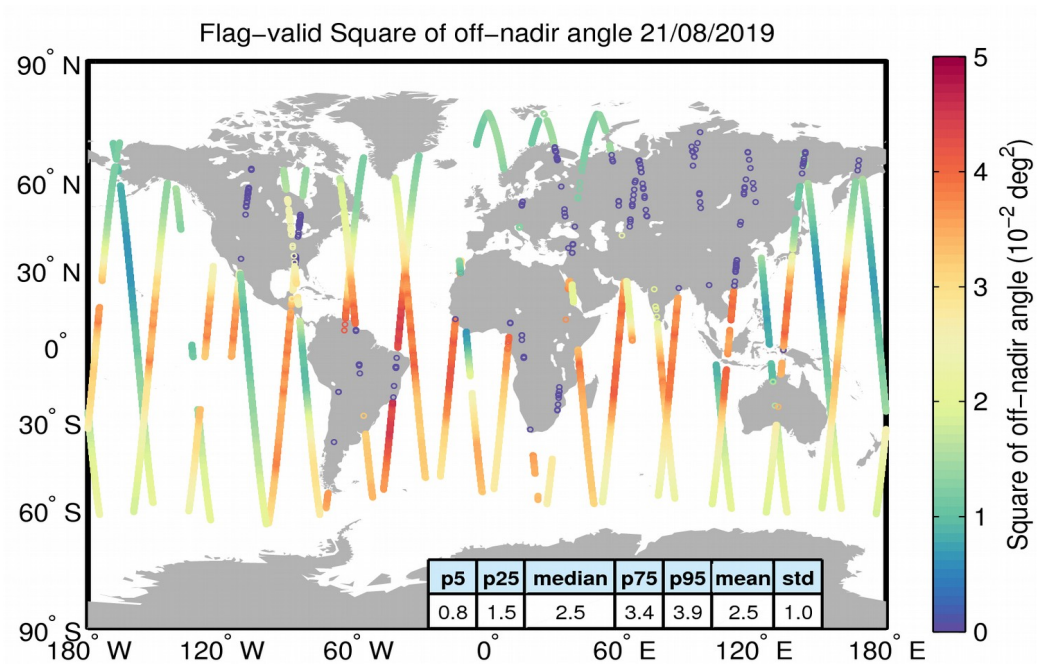 Flag-valid Square of off-nadir angle 21/08/2019
90° N
60° N
30° N
0°
30° S
60° S
90° S
180° W
120° W
60° W
0°
60° E
120° E
180° E
p5 p25 median p75 p95 mean std
0.8 1.5 2.5 3.4 3.9 2.5 1.0
5
4
3
2
1
0
Square of off-nadir angle (10⁻² deg²)